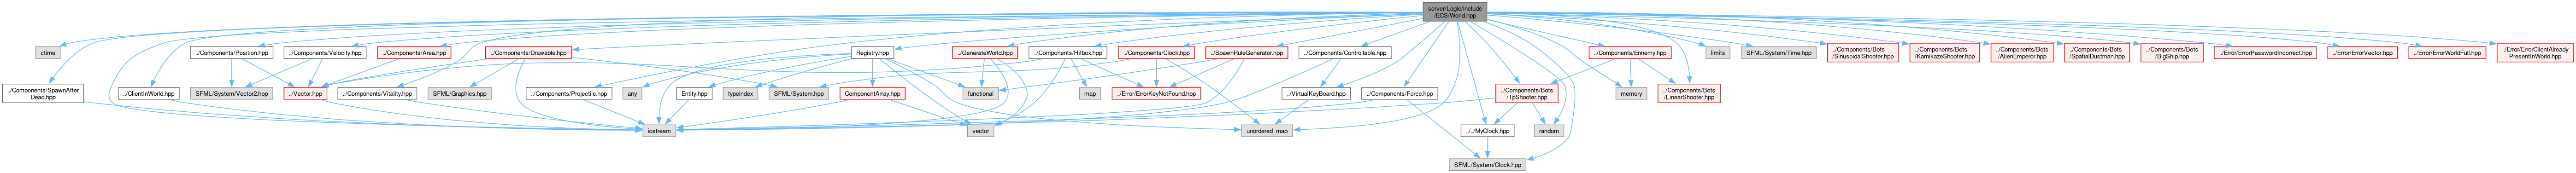 server/Logic/include
/ECS/World.hpp
ctime
../Components/Position.hpp
../Components/Velocity.hpp
../Components/Area.hpp
../Components/Drawable.hpp
Registry.hpp
../GenerateWorld.hpp
../Components/Hitbox.hpp
../Components/Clock.hpp
../SpawnRuleGenerator.hpp
../Components/Controllable.hpp
../Components/Enemy.hpp
limits
SFML/System/Time.hpp
../Components/Bots
/SinusoidalShooter.hpp
../Components/Bots
/KamikazeShooter.hpp
../Components/Bots
/AlienEmperor.hpp
../Components/Bots
/SpatialDustman.hpp
../Components/Bots
/BigShip.hpp
../Error/ErrorPasswordIncorrect.hpp
../Error/ErrorVector.hpp
../Error/ErrorWorldFull.hpp
../Error/ErrorClientAlready
PresentInWorld.hpp
../Components/SpawnAfter
Dead.hpp
../ClientInWorld.hpp
SFML/System/Vector2.hpp
../Vector.hpp
../Components/Vitality.hpp
SFML/Graphics.hpp
../Components/Projectile.hpp
any
Entity.hpp
typeindex
SFML/System.hpp
ComponentArray.hpp
functional
map
../Error/ErrorKeyNotFound.hpp
../VirtualKeyBoard.hpp
../Components/Force.hpp
../Components/Bots
/TpShooter.hpp
memory
../Components/Bots
/LinearShooter.hpp
iostream
vector
unordered_map
../../MyClock.hpp
random
SFML/System/Clock.hpp